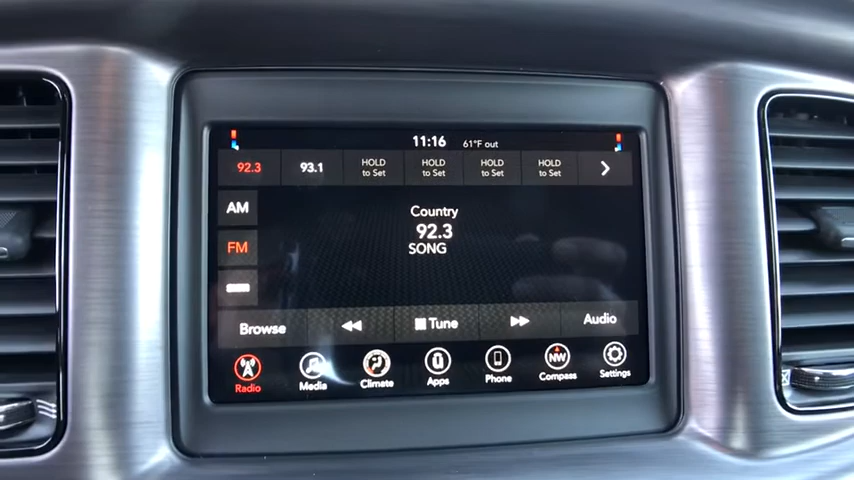 11:16 61°F out
92.3 93.1 HOLD to Set HOLD to Set HOLD to Set HOLD to Set
AM
Country
92.3
FM
SONG
Browse Tune Audio
Radio Media Climate Apps Phone NW Compass Settings